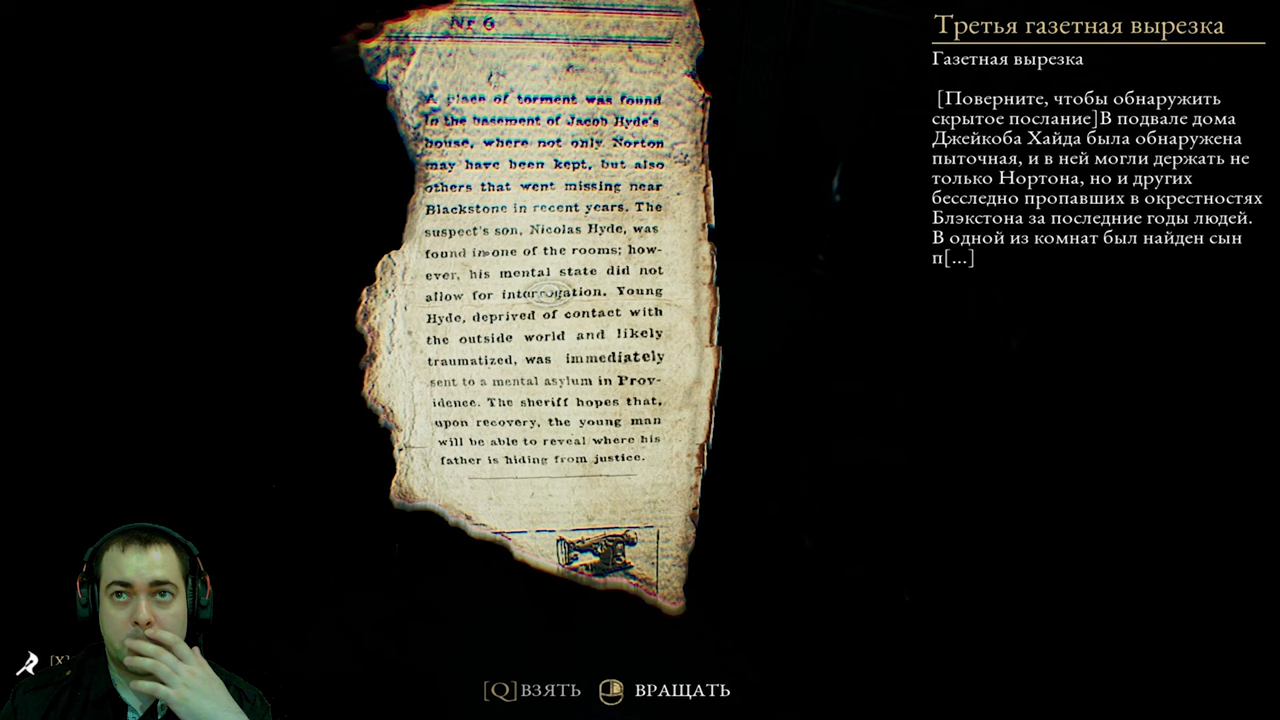 Nr 6
A place of torment was found
in the basement of Jacob Hyde's
house, where not only Norton
may have been kept, but also
others that went missing near
Blackstone in recent years. The
suspect's son, Nicolas Hyde, was
found in one of the rooms; how-
ever, his mental state did not
allow for interrogation. Young
Hyde, deprived of contact with
the outside world and likely
traumatized, was immediately
sent to a mental asylum in Prov-
idence. The sheriff hopes that,
upon recovery, the young man
will be able to reveal where his
father is hiding from justice.
Третья газетная вырезка
Газетная вырезка
[Поверните, чтобы обнаружить
скрытое послание]В подвале дома
Джейкоба Хайда была обнаружена
пыточная, и в ней могли держать не
только Нортона, но и других
бесследно пропавших в окрестностях
Блэкстона за последние годы людей.
В одной из комнат был найден сын
п[...]
[X]
[Q]ВЗЯТЬ ВРАЩАТЬ